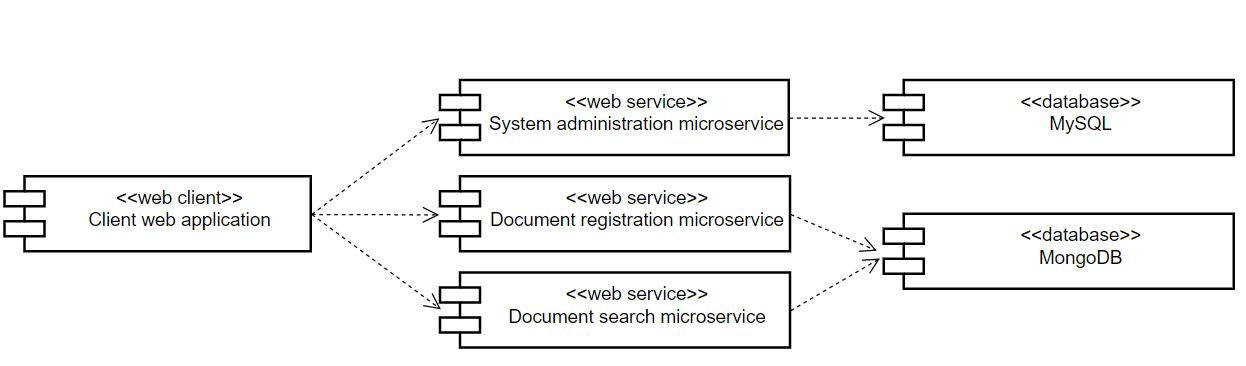 <<web service>>
System administration microservice
<<database>>
MySQL
<<web client>>
Client web application
<<web service>>
Document registration microservice
<<database>>
MongoDB
<<web service>>
Document search microservice